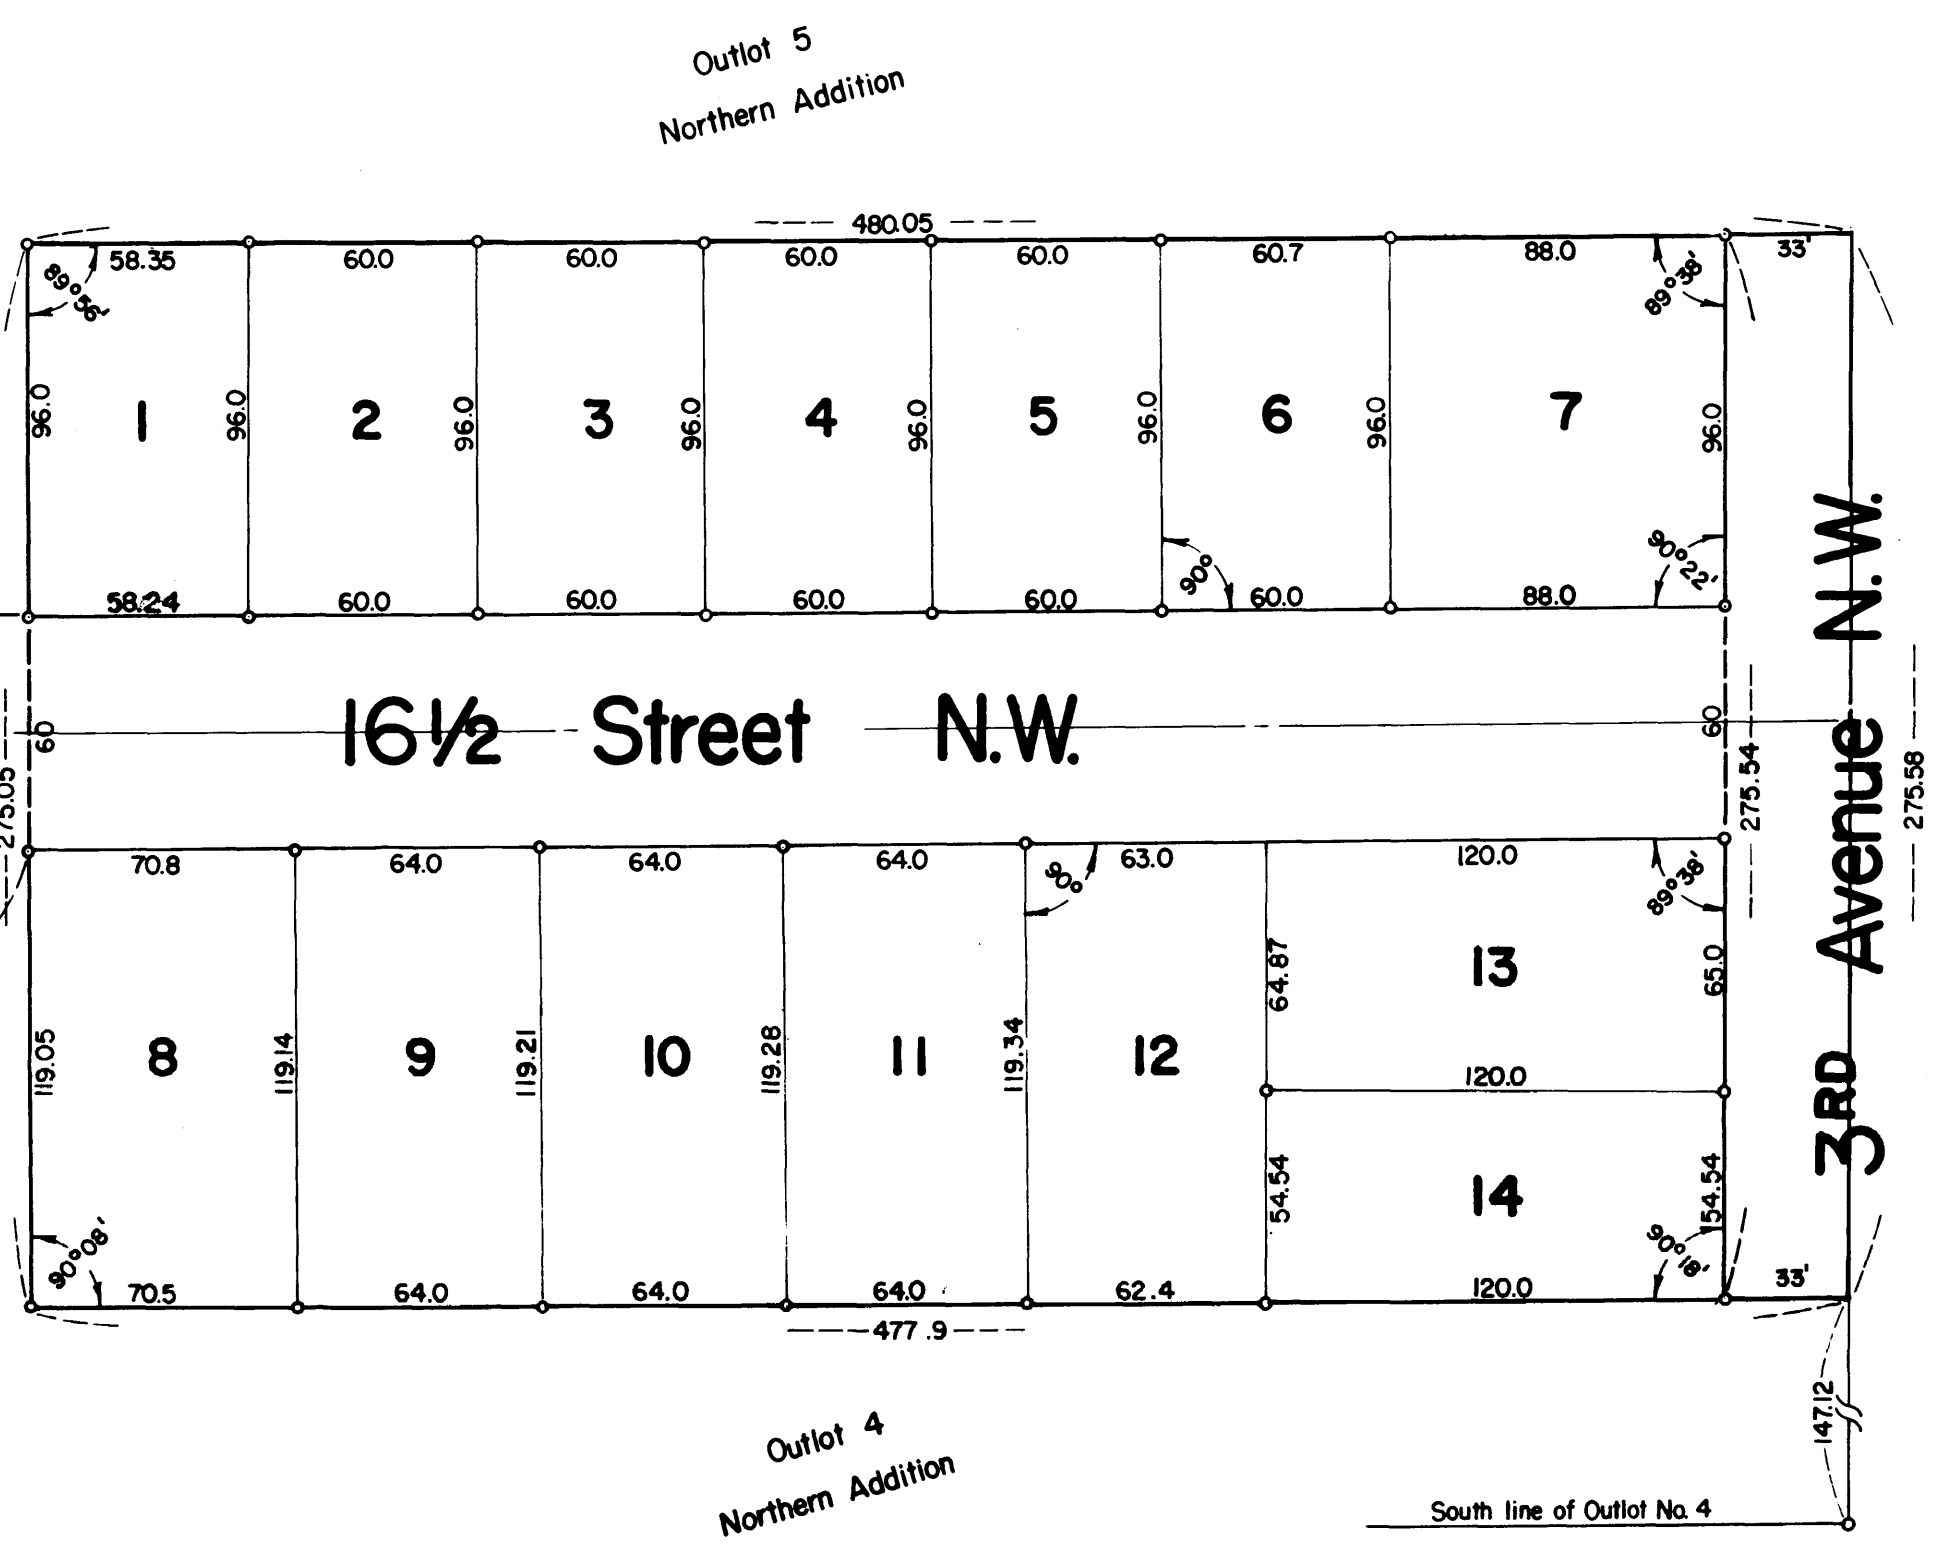 Outlot 5
Northern Addition
480.05
58.35 60.0 60.0 60.0 60.0 60.7 88.0 33'
89°56' 89°38'
96.0 96.0 96.0 96.0 96.0 96.0 96.0 96.0
1 2 3 4 5 6 7
90° 90°22'
58.24 60.0 60.0 60.0 60.0 60.0 88.0
60 16½ Street N.W. 60
275.05 275.54 275.58
3RD Avenue N.W.
70.8 64.0 64.0 64.0 63.0 120.0
90° 89°38'
64.87 13 65.0
119.05 119.14 119.21 119.28 119.34
8 9 10 11 12
120.0
54.54 14 54.54
90°08' 90°18'
70.5 64.0 64.0 64.0 62.4 120.0 33'
477.9
147.12
Outlot 4
Northern Addition
South line of Outlot No. 4